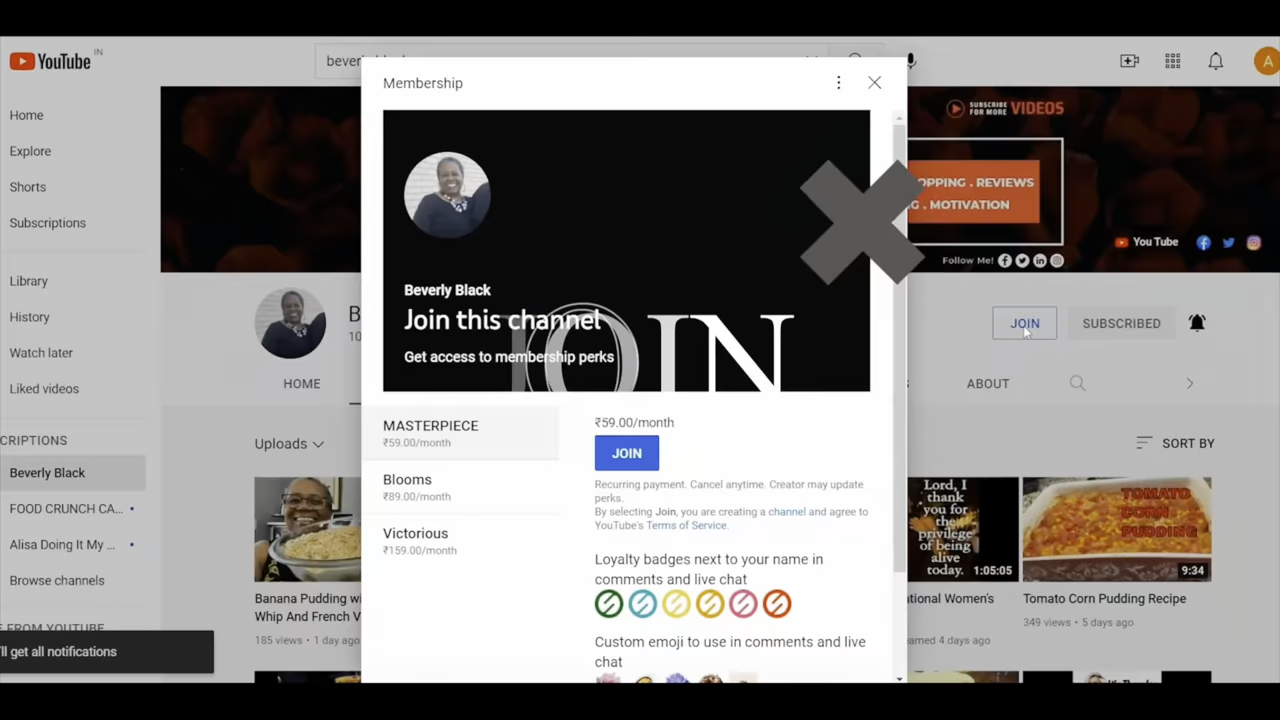 YouTube IN
bever
Home
Explore
Shorts
Subscriptions
Library
History
Watch later
Liked videos
CRIPTIONS
Beverly Black
FOOD CRUNCH CA...
Alisa Doing It My ...
Browse channels
E FROM YOUTUBE
'll get all notifications
SUBSCRIBE
FOR MORE VIDEOS
OPPING . REVIEWS
G . MOTIVATION
You Tube
Follow Me!
B
10
JOIN
SUBSCRIBED
HOME
ABOUT
Uploads
SORT BY
Membership
Beverly Black
Join this channel
Get access to membership perks
JOIN
MASTERPIECE
₹59.00/month
Blooms
₹89.00/month
Victorious
₹159.00/month
₹59.00/month
JOIN
Recurring payment. Cancel anytime. Creator may update
perks.
By selecting Join, you are creating a channel and agree to
YouTube's Terms of Service.
Loyalty badges next to your name in
comments and live chat
Custom emoji to use in comments and live
chat
Banana Pudding wi
Whip And French V
185 views • 1 day ago
Lord, I
thank
you for
the
privilege
of being
alive
today.
1:05:05
ational Women's
eamed 4 days ago
TOMATO
CORN
PUDDING
9:34
Tomato Corn Pudding Recipe
349 views • 5 days ago